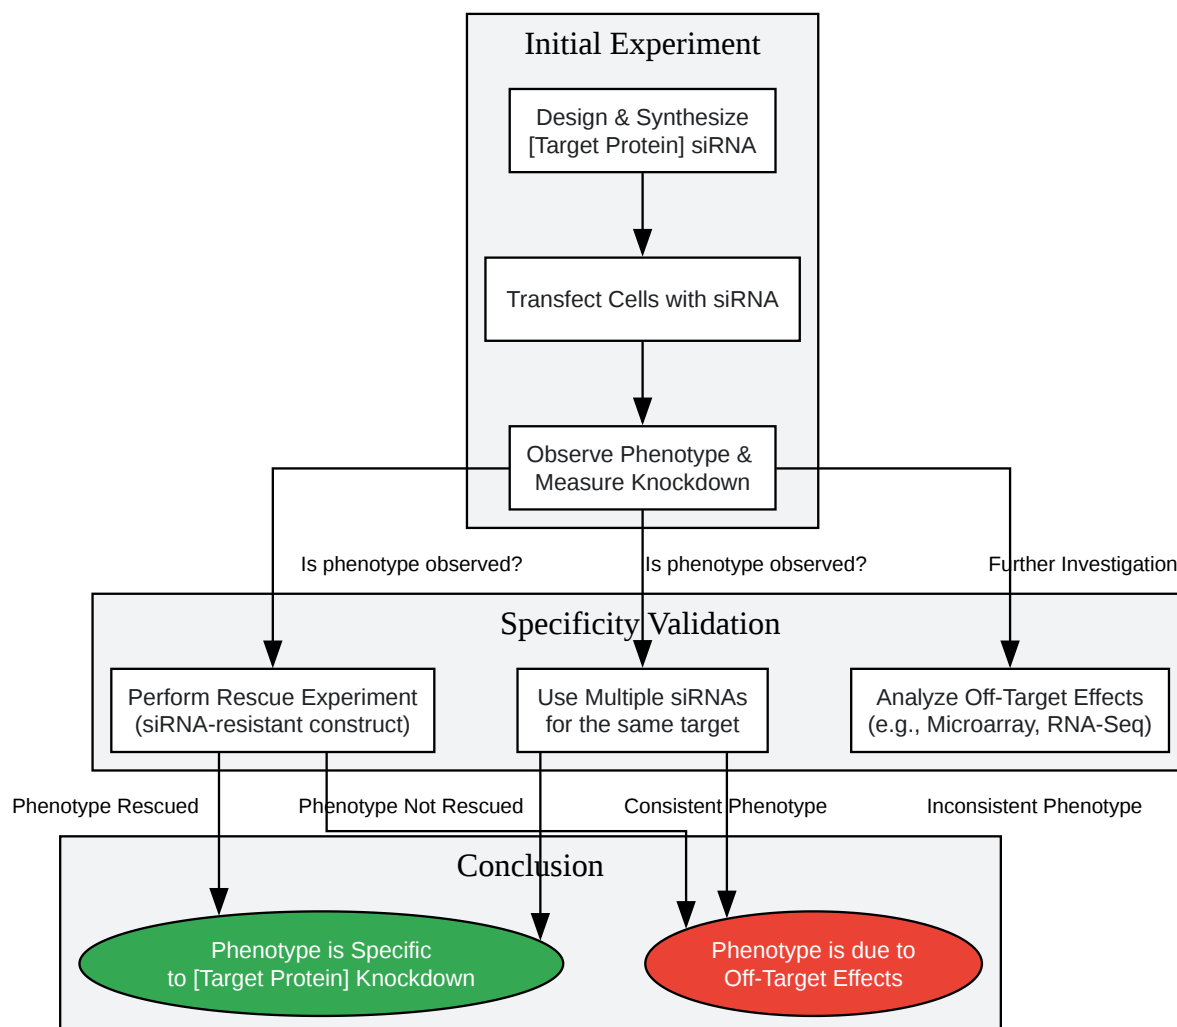 Initial Experiment
Design & Synthesize
[Target Protein] siRNA
Transfect Cells with siRNA
Observe Phenotype &
Measure Knockdown
Is phenotype observed?
Is phenotype observed?
Further Investigation
Specificity Validation
Perform Rescue Experiment
(siRNA-resistant construct)
Use Multiple siRNAs
for the same target
Analyze Off-Target Effects
(e.g., Microarray, RNA-Seq)
Phenotype Rescued
Phenotype Not Rescued
Consistent Phenotype
Inconsistent Phenotype
Conclusion
Phenotype is Specific
to [Target Protein] Knockdown
Phenotype is due to
Off-Target Effects